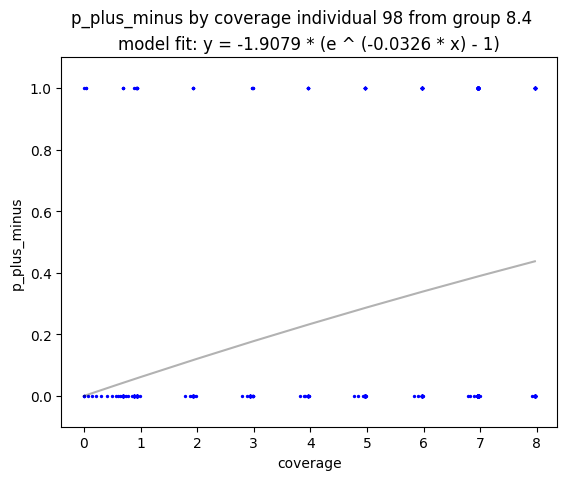 p_plus_minus by coverage individual 98 from group 8.4
model fit: y = -1.9079 * (e ^ (-0.0326 * x) - 1)
1.0
0.8
0.6
0.4
0.2
0.0
p_plus_minus
0 1 2 3 4 5 6 7 8
coverage